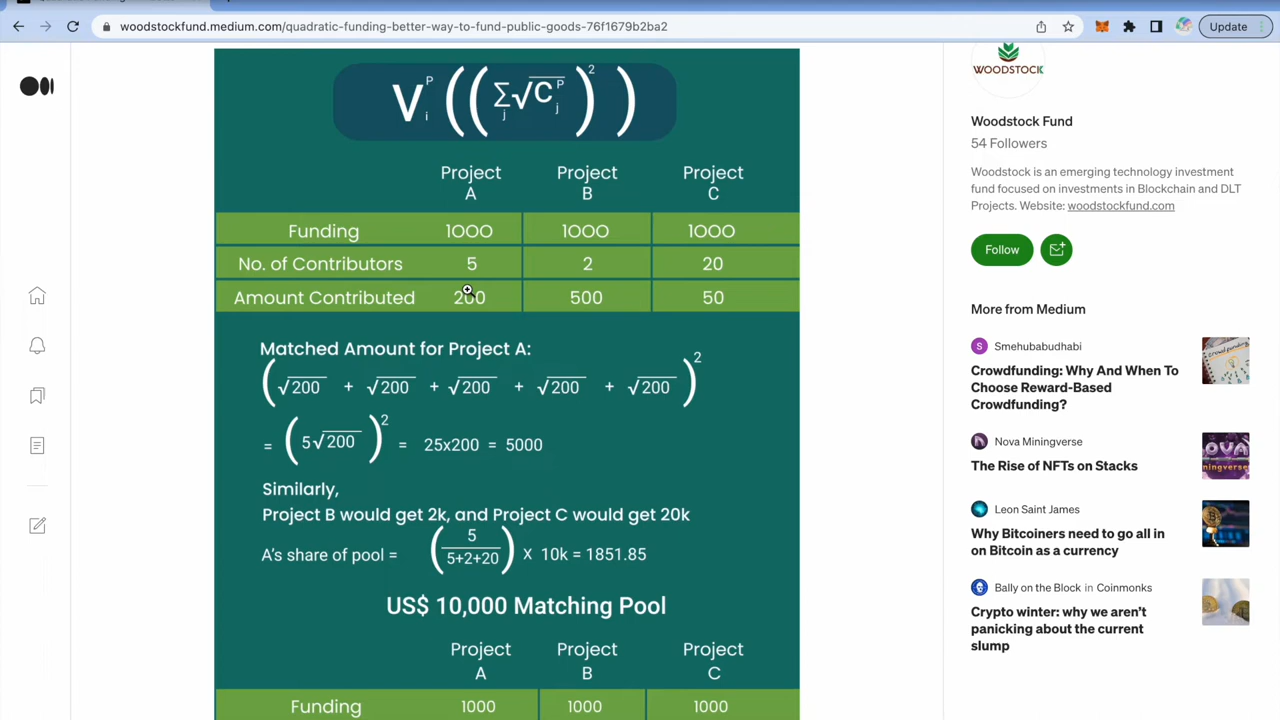 woodstockfund.medium.com/quadratic-funding-better-way-to-fund-public-goods-76f1679b2ba2
Update
V i P ((∑ j √C j P)²)
Project A
Project B
Project C
Funding 1000 1000 1000
No. of Contributors 5 2 20
Amount Contributed 200 500 50
Matched Amount for Project A:
(√200 + √200 + √200 + √200 + √200)²
= (5√200)² = 25x200 = 5000
Similarly,
Project B would get 2k, and Project C would get 20k
A's share of pool = (5/5+2+20) X 10k = 1851.85
US$ 10,000 Matching Pool
Project A
Project B
Project C
Funding 1000 1000 1000
WOODSTOCK
Woodstock Fund
54 Followers
Woodstock is an emerging technology investment
fund focused on investments in Blockchain and DLT
Projects. Website: woodstockfund.com
Follow
More from Medium
S Smehubabudhabi
Crowdfunding: Why And When To
Choose Reward-Based
Crowdfunding?
Nova Miningverse
The Rise of NFTs on Stacks
Leon Saint James
Why Bitcoiners need to go all in
on Bitcoin as a currency
Bally on the Block in Coinmonks
Crypto winter: why we aren't
panicking about the current
slump